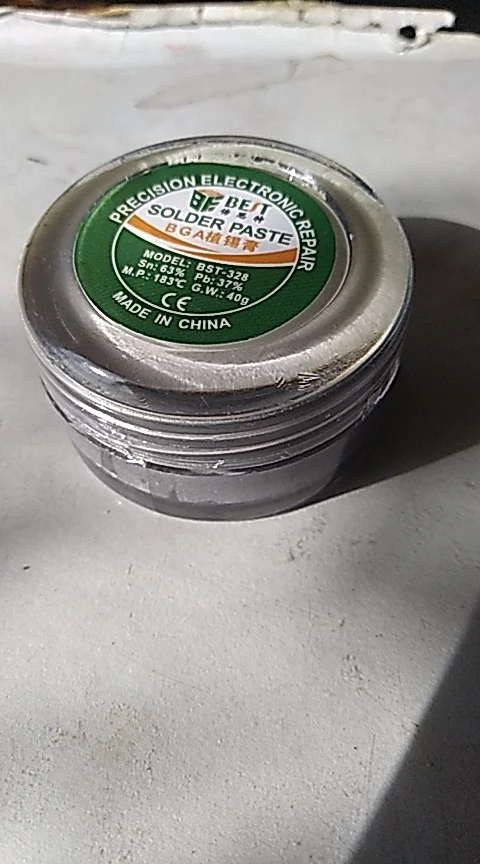 PRECISION ELECTRONIC REPAIR
BEST
SOLDER PASTE
BGA植锡膏
MODEL: BST-328
Sn: 63% Pb: 37%
M.P.: 183℃ G.W.: 40g
CE
MADE IN CHINA